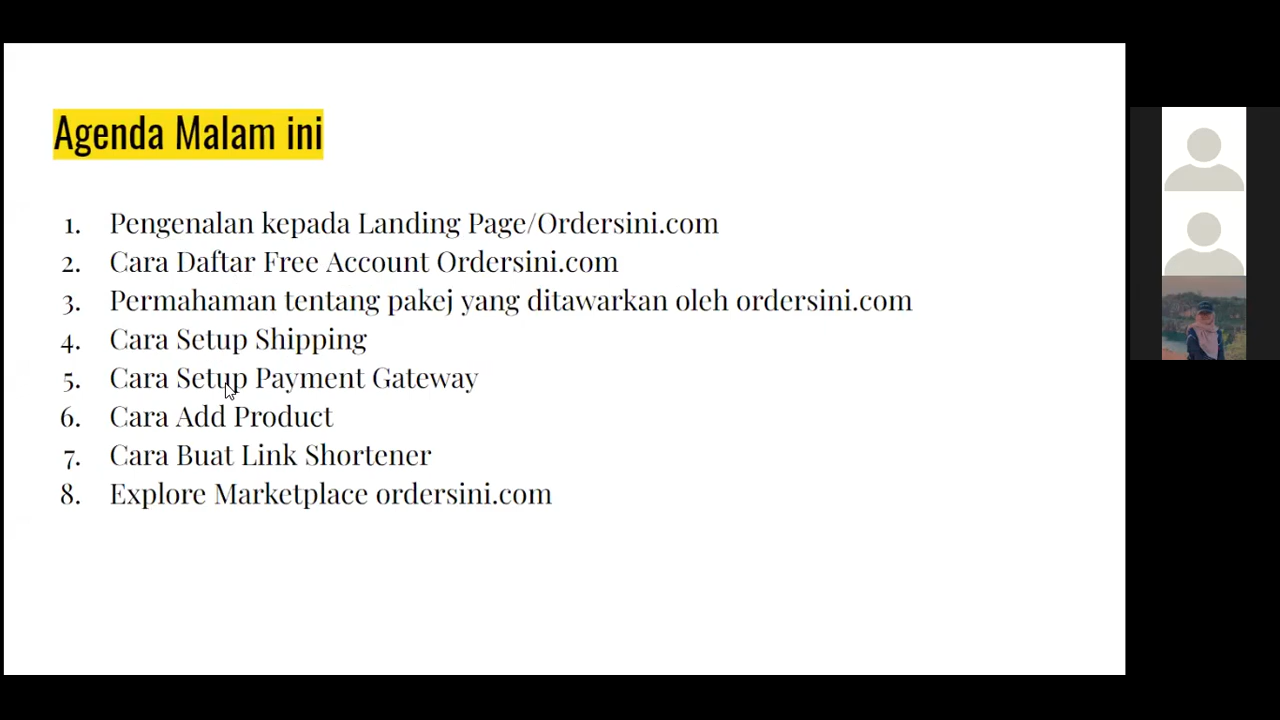 Agenda Malam ini
1. Pengenalan kepada Landing Page/Ordersini.com
2. Cara Daftar Free Account Ordersini.com
3. Permahaman tentang pakej yang ditawarkan oleh ordersini.com
4. Cara Setup Shipping
5. Cara Setup Payment Gateway
6. Cara Add Product
7. Cara Buat Link Shortener
8. Explore Marketplace ordersini.com